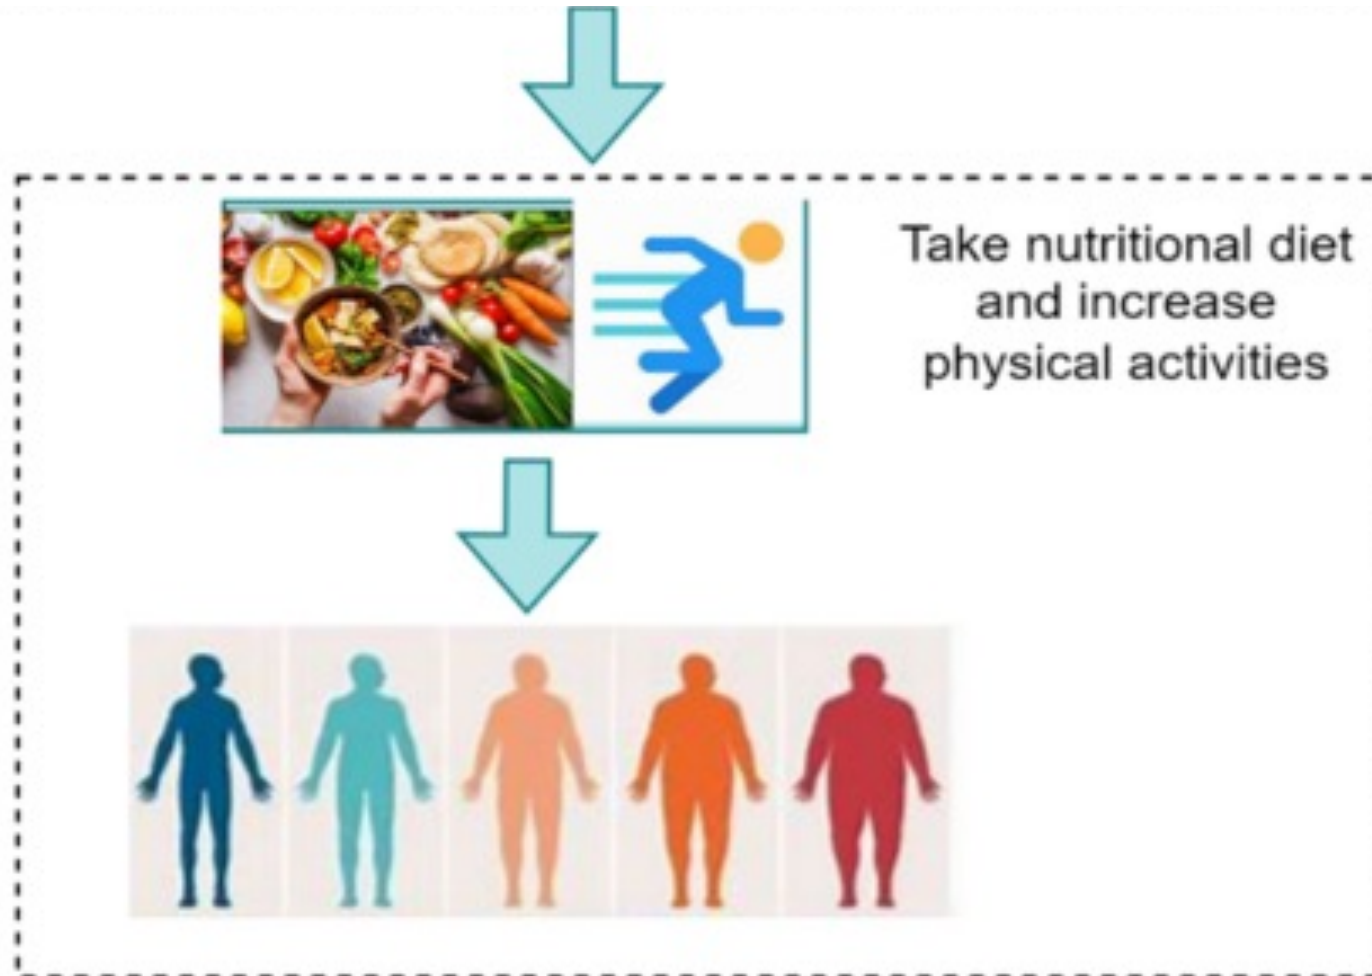 Take nutritional diet
and increase
physical activities